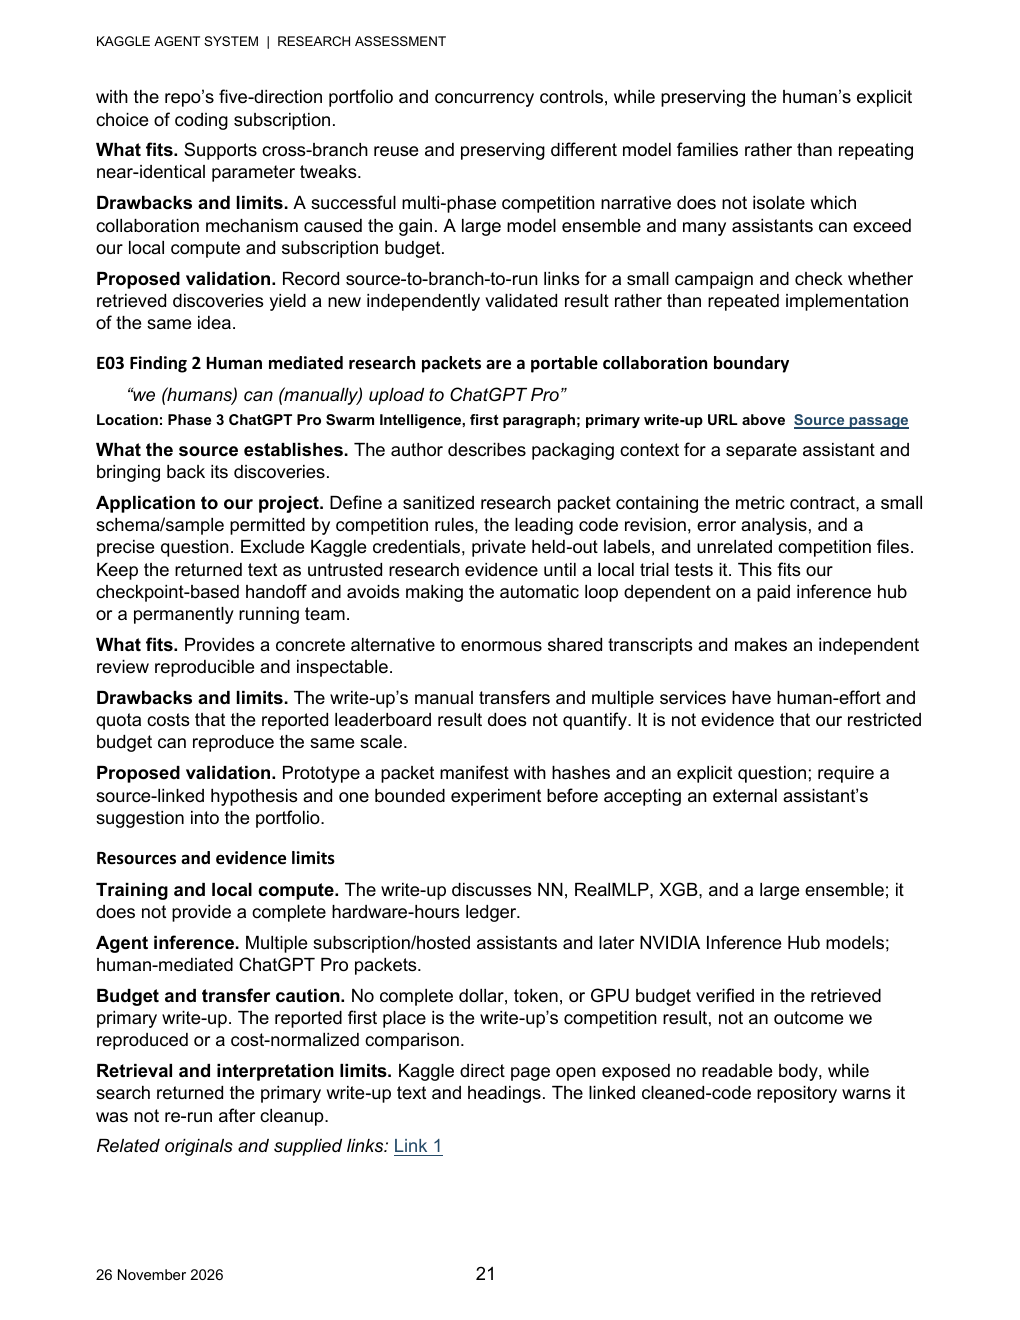 KAGGLE AGENT SYSTEM | RESEARCH ASSESSMENT
with the repo’s five-direction portfolio and concurrency controls, while preserving the human’s explicit
choice of coding subscription.
What fits. Supports cross-branch reuse and preserving different model families rather than repeating
near-identical parameter tweaks.
Drawbacks and limits. A successful multi-phase competition narrative does not isolate which
collaboration mechanism caused the gain. A large model ensemble and many assistants can exceed
our local compute and subscription budget.
Proposed validation. Record source-to-branch-to-run links for a small campaign and check whether
retrieved discoveries yield a new independently validated result rather than repeated implementation
of the same idea.
E03 Finding 2 Human mediated research packets are a portable collaboration boundary
“we (humans) can (manually) upload to ChatGPT Pro”
Location: Phase 3 ChatGPT Pro Swarm Intelligence, first paragraph; primary write-up URL above Source passage
What the source establishes. The author describes packaging context for a separate assistant and
bringing back its discoveries.
Application to our project. Define a sanitized research packet containing the metric contract, a small
schema/sample permitted by competition rules, the leading code revision, error analysis, and a
precise question. Exclude Kaggle credentials, private held-out labels, and unrelated competition files.
Keep the returned text as untrusted research evidence until a local trial tests it. This fits our
checkpoint-based handoff and avoids making the automatic loop dependent on a paid inference hub
or a permanently running team.
What fits. Provides a concrete alternative to enormous shared transcripts and makes an independent
review reproducible and inspectable.
Drawbacks and limits. The write-up’s manual transfers and multiple services have human-effort and
quota costs that the reported leaderboard result does not quantify. It is not evidence that our restricted
budget can reproduce the same scale.
Proposed validation. Prototype a packet manifest with hashes and an explicit question; require a
source-linked hypothesis and one bounded experiment before accepting an external assistant’s
suggestion into the portfolio.
Resources and evidence limits
Training and local compute. The write-up discusses NN, RealMLP, XGB, and a large ensemble; it
does not provide a complete hardware-hours ledger.
Agent inference. Multiple subscription/hosted assistants and later NVIDIA Inference Hub models;
human-mediated ChatGPT Pro packets.
Budget and transfer caution. No complete dollar, token, or GPU budget verified in the retrieved
primary write-up. The reported first place is the write-up’s competition result, not an outcome we
reproduced or a cost-normalized comparison.
Retrieval and interpretation limits. Kaggle direct page open exposed no readable body, while
search returned the primary write-up text and headings. The linked cleaned-code repository warns it
was not re-run after cleanup.
Related originals and supplied links: Link 1
26 November 2026
21